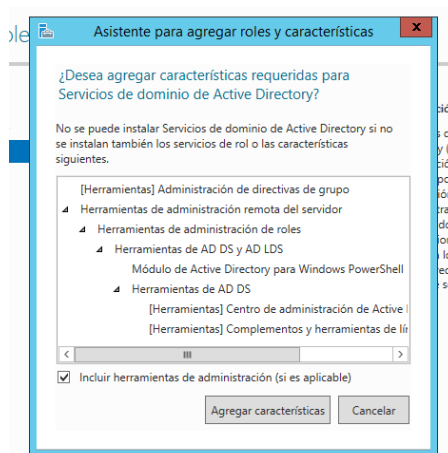 Asistente para agregar roles y características
x
¿Desea agregar características requeridas para
Servicios de dominio de Active Directory?
No se puede instalar Servicios de dominio de Active Directory si no
se instalan también los servicios de rol o las características
siguientes.
[Herramientas] Administración de directivas de grupo
Herramientas de administración remota del servidor
Herramientas de administración de roles
Herramientas de AD DS y AD LDS
Módulo de Active Directory para Windows PowerShell
Herramientas de AD DS
[Herramientas] Centro de administración de Active
[Herramientas] Complementos y herramientas de
Incluir herramientas de administración (si es aplicable)
Agregar características
Cancelar